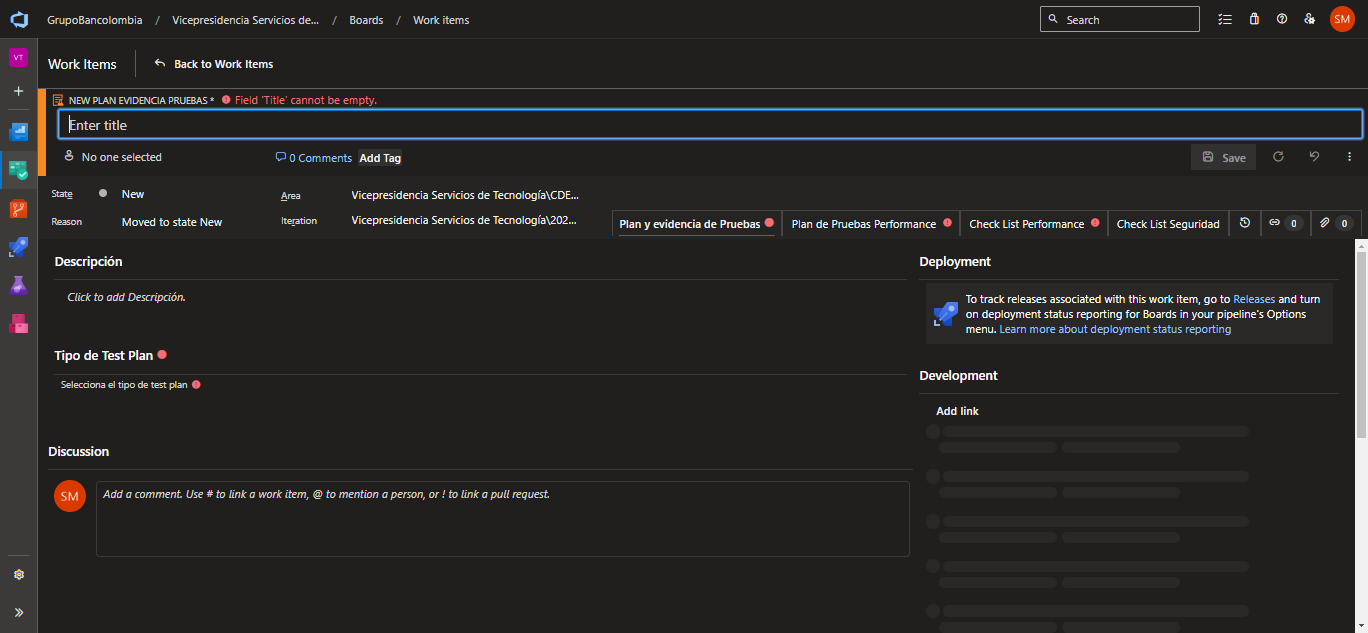 GrupoBancolombia / Vicepresidencia Servicios de... / Boards / Work items
Search
SM
VT
Work Items
Back to Work Items
NEW PLAN EVIDENCIA PRUEBAS * Field 'Title' cannot be empty.
Enter title
No one selected
0 Comments
Add Tag
Save
State
New
Area
Vicepresidencia Servicios de Tecnología\CDE...
Reason
Moved to state New
Iteration
Vicepresidencia Servicios de Tecnología\202...
Plan y evidencia de Pruebas
Plan de Pruebas Performance
Check List Performance
Check List Seguridad
0
0
Descripción
Click to add Descripción.
Tipo de Test Plan
Selecciona el tipo de test plan
Discussion
SM
Add a comment. Use # to link a work item, @ to mention a person, or ! to link a pull request.
Deployment
To track releases associated with this work item, go to Releases and turn
on deployment status reporting for Boards in your pipeline's Options
menu. Learn more about deployment status reporting
Development
Add link